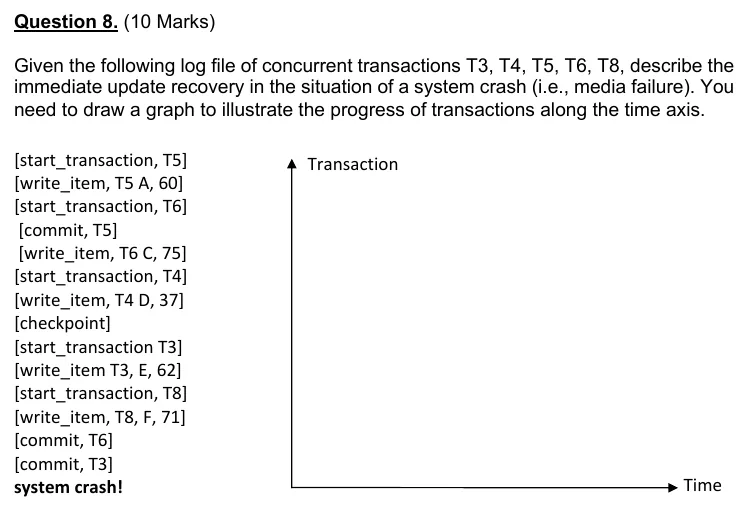 Question 8. (10 Marks)
Given the following log file of concurrent transactions T3, T4, T5, T6, T8, describe the
immediate update recovery in the situation of a system crash (i.e., media failure). You
need to draw a graph to illustrate the progress of transactions along the time axis.
[start_transaction, T5]
[write_item, T5 A, 60]
[start_transaction, T6]
[commit, T5]
[write_item, T6 C, 75]
[start_transaction, T4]
[write_item, T4 D, 37]
[checkpoint]
[start_transaction T3]
[write_item T3, E, 62]
[start_transaction, T8]
[write_item, T8, F, 71]
[commit, T6]
[commit, T3]
system crash!
Transaction
Time